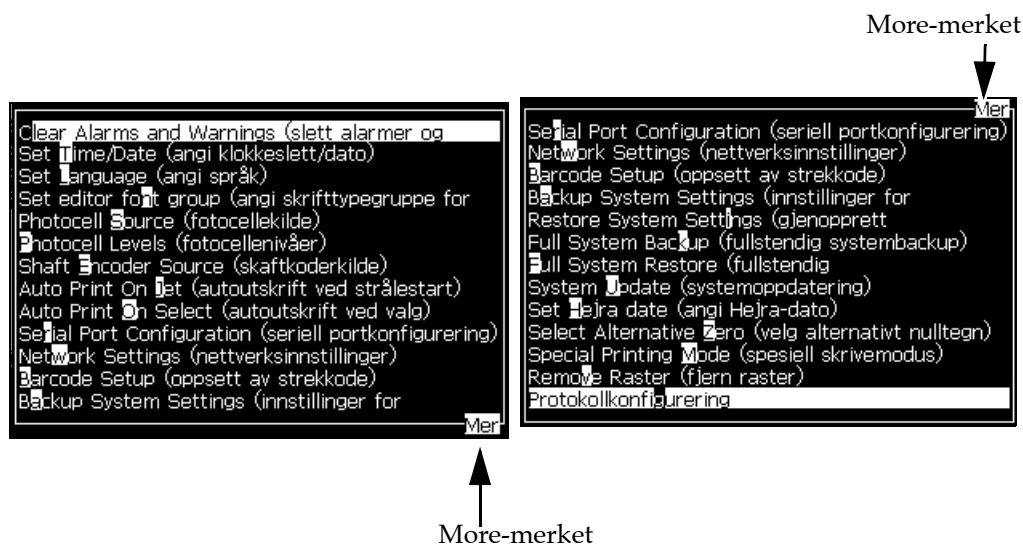 More-merket
Clear Alarms and Warnings (slett alarmer og
Set Time/Date (angi klokkeslett/dato)
Set Language (angi språk)
Set editor font group (angi skrifttypegruppe for
Photocell Source (fotocellekilde)
Photocell Levels (fotocellenivåer)
Shaft Encoder Source (skaftkoderkilde)
Auto Print On Jet (autoutskrift ved strålestart)
Auto Print On Select (autoutskrift ved valg)
Serial Port Configuration (seriell portkonfigurering)
Network Settings (nettverksinnstillinger)
Barcode Setup (oppsett av strekkode)
Backup System Settings (innstillinger for
Mer
Mer
Serial Port Configuration (seriell portkonfigurering)
Network Settings (nettverksinnstillinger)
Barcode Setup (oppsett av strekkode)
Backup System Settings (innstillinger for
Restore System Settings (gjenopprett
Full System Backup (fullstendig systembackup)
Full System Restore (fullstendig
System Update (systemoppdatering)
Set Hejra date (angi Hejra-dato)
Select Alternative Zero (velg alternativt nulltegn)
Special Printing Mode (spesiell skrivemodus)
Remove Raster (fjern raster)
Protokollkonfigurering
More-merket